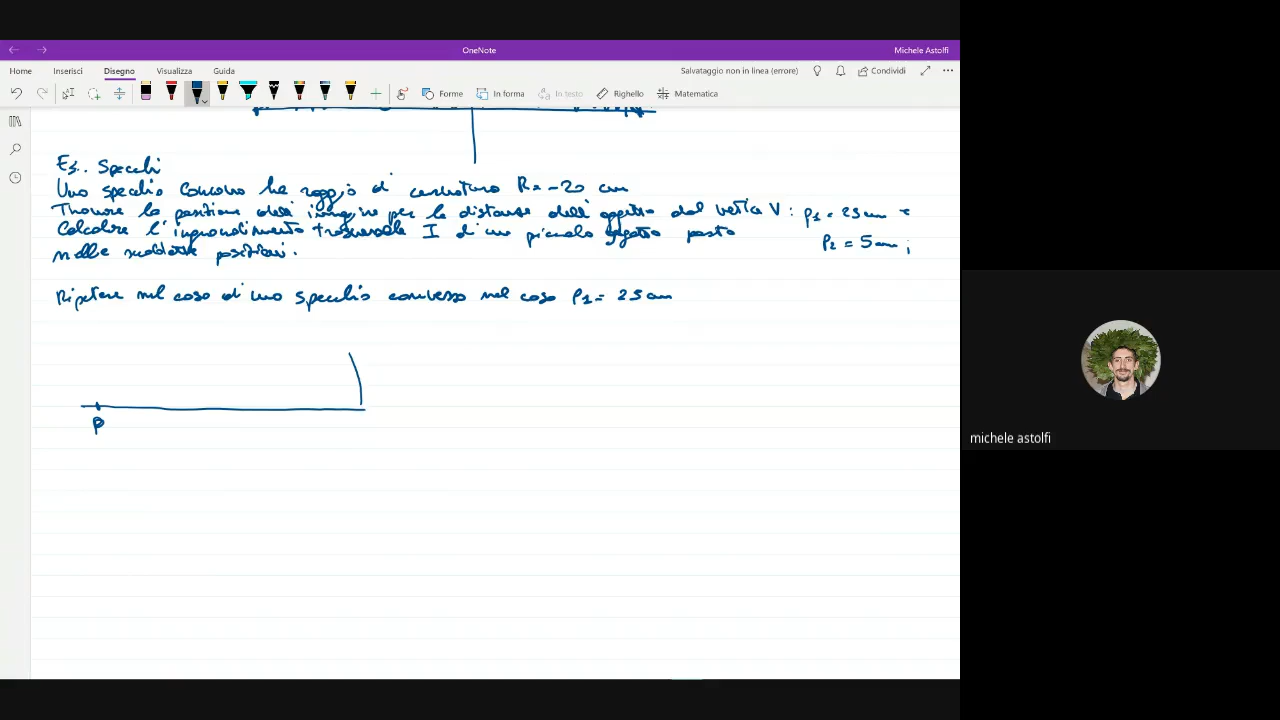 OneNote
Michele Astolfi
Home Inserisci Disegno Visualizza Guida
Salvataggio non in linea (errore) Condividi
Forme In forma In testo Righello Matematica
Es.. Specchi
Uno specchio concavo ha raggio di curvatura R = -20 cm
Trovare la posizione dell'immagine per le distanze dell'oggetto dal vertice V: p1 = 25 cm e
p2 = 5 cm ;
Calcolare l'ingrandimento trasversale I di un piccolo oggetto posto
nelle suddette posizioni.
Ripetere nel caso di uno specchio convesso nel caso p1 = 25 cm
P
michele astolfi